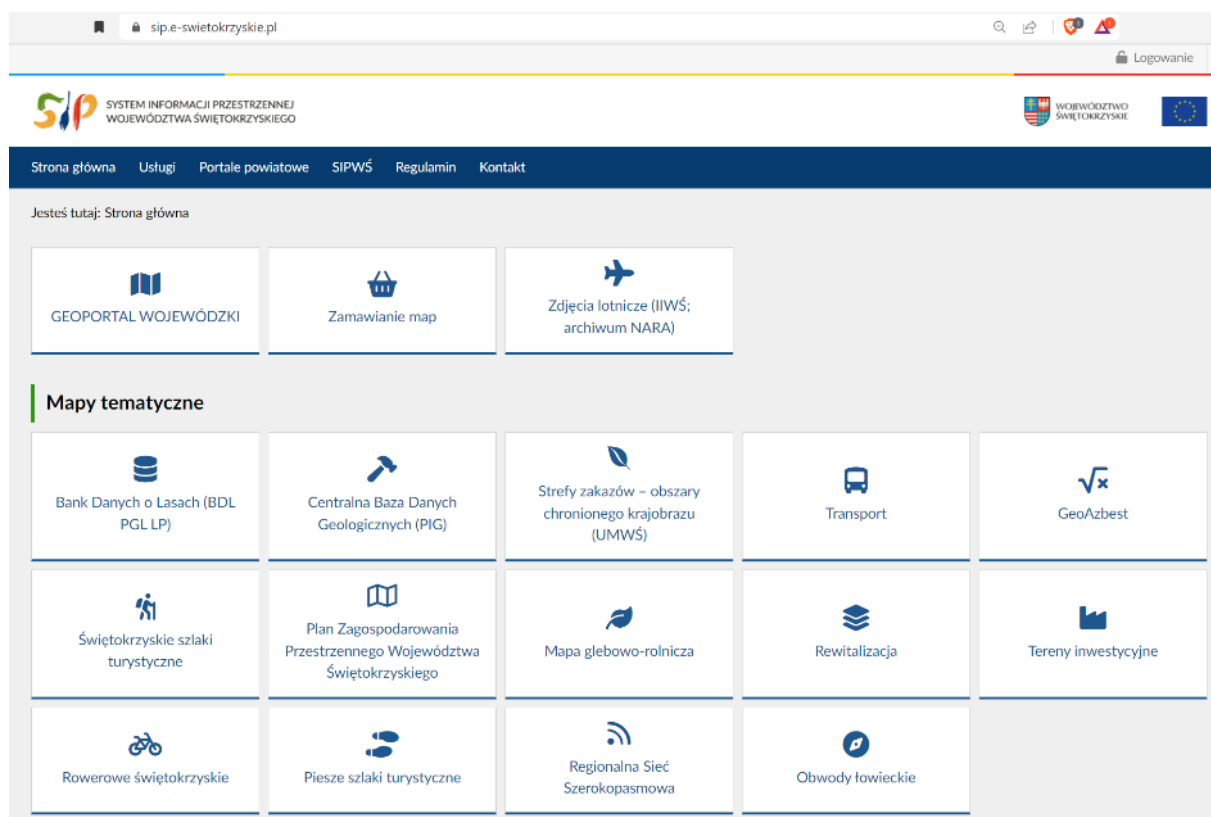 sip.e-swietokrzyskie.pl
Logowanie
SYSTEM INFORMACJI PRZESTRZENNEJ
WOJEWÓDZTWA ŚWIĘTOKRZYSKIEGO
WOJEWÓDZTWO
ŚWIĘTOKRZYSKIE
Strona główna Usługi Portale powiatowe SIPWŚ Regulamin Kontakt
Jesteś tutaj: Strona główna
GEOPORTAL WOJEWÓDZKI
Zamawianie map
Zdjęcia lotnicze (IIWŚ;
archiwum NARA)
Mapy tematyczne
Bank Danych o Lasach (BDL
PGL LP)
Centralna Baza Danych
Geologicznych (PIG)
Strefy zakazów – obszary
chronionego krajobrazu
(UMWŚ)
Transport
GeoAzbest
Świętokrzyskie szlaki
turystyczne
Plan Zagospodarowania
Przestrzennego Województwa
Świętokrzyskiego
Mapa glebowo-rolnicza
Rewitalizacja
Tereny inwestycyjne
Rowerowe świętokrzyskie
Piesze szlaki turystyczne
Regionalna Sieć
Szerokopasmowa
Obwody łowieckie